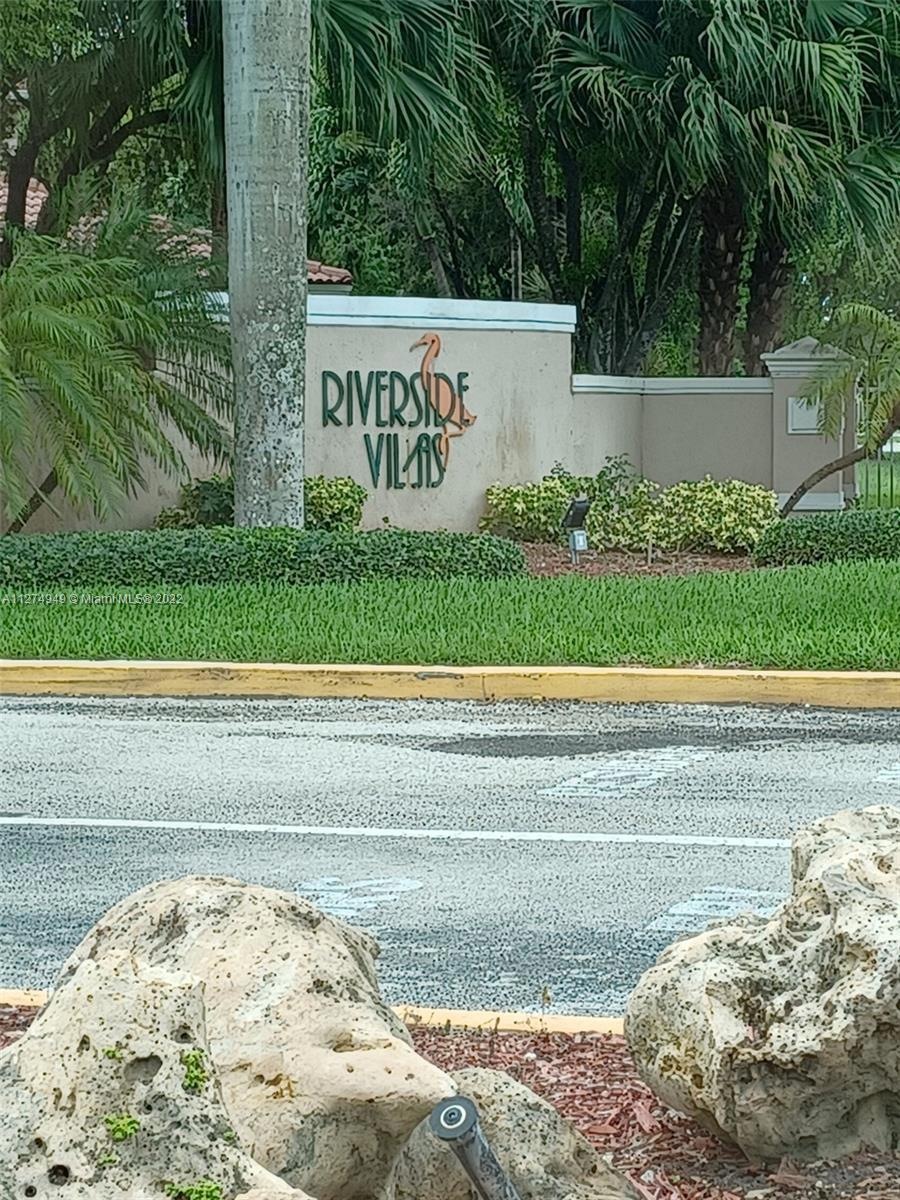 RIVERSIDE
VILLAS
A11274949 © Miami MLS® 2022